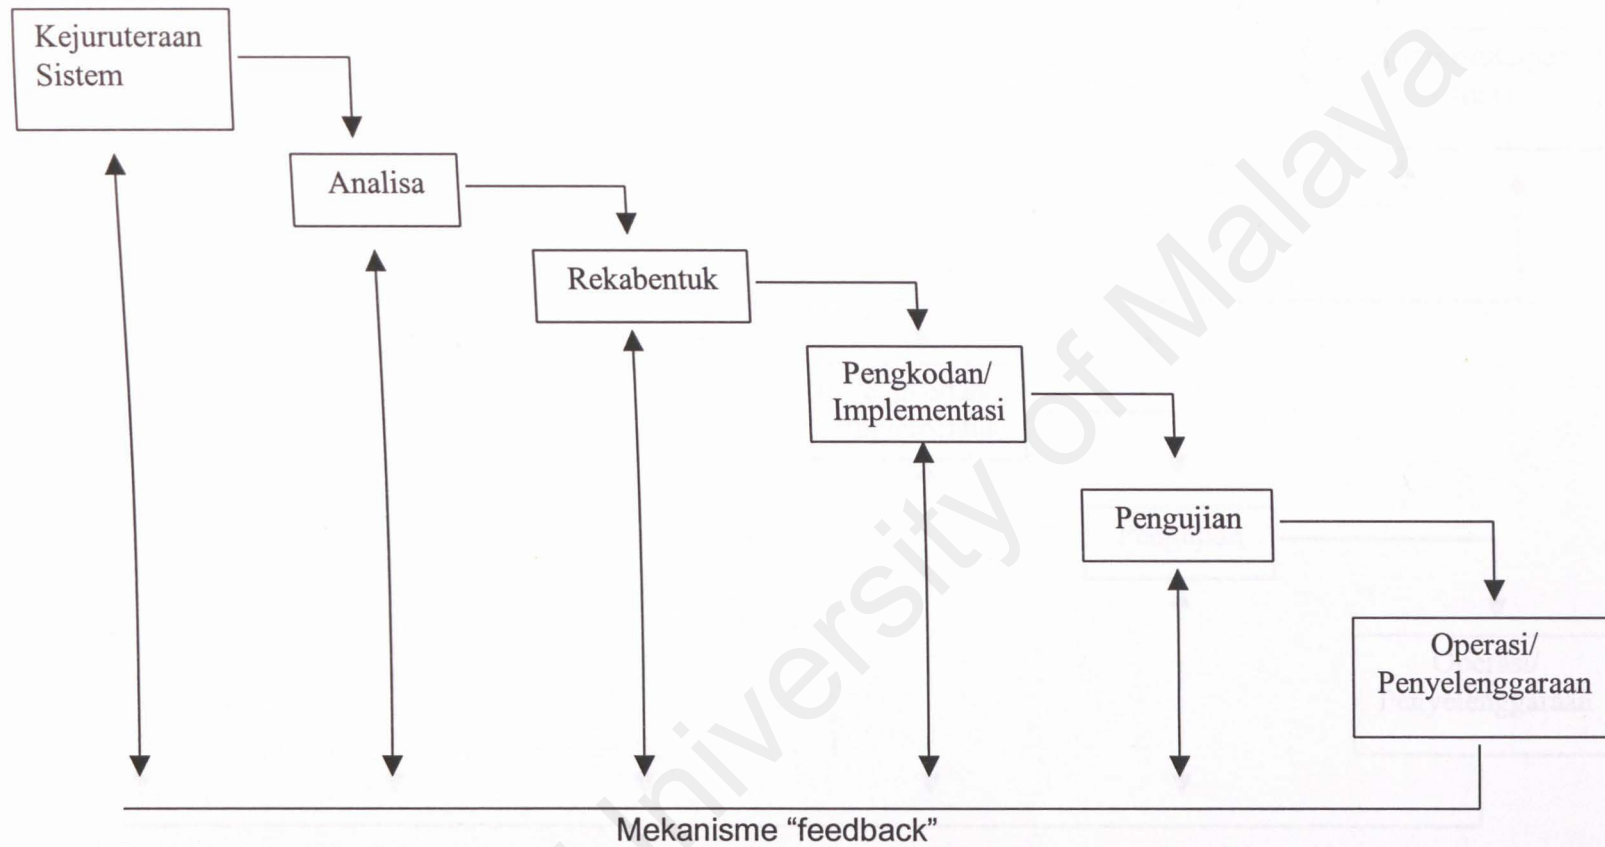 Kejuruteraan
Sistem
Analisa
Rekabentuk
Pengkodan/
Implementasi
Pengujian
Operasi/
Penyelenggaraan
Mekanisme “feedback”
University of Malaya